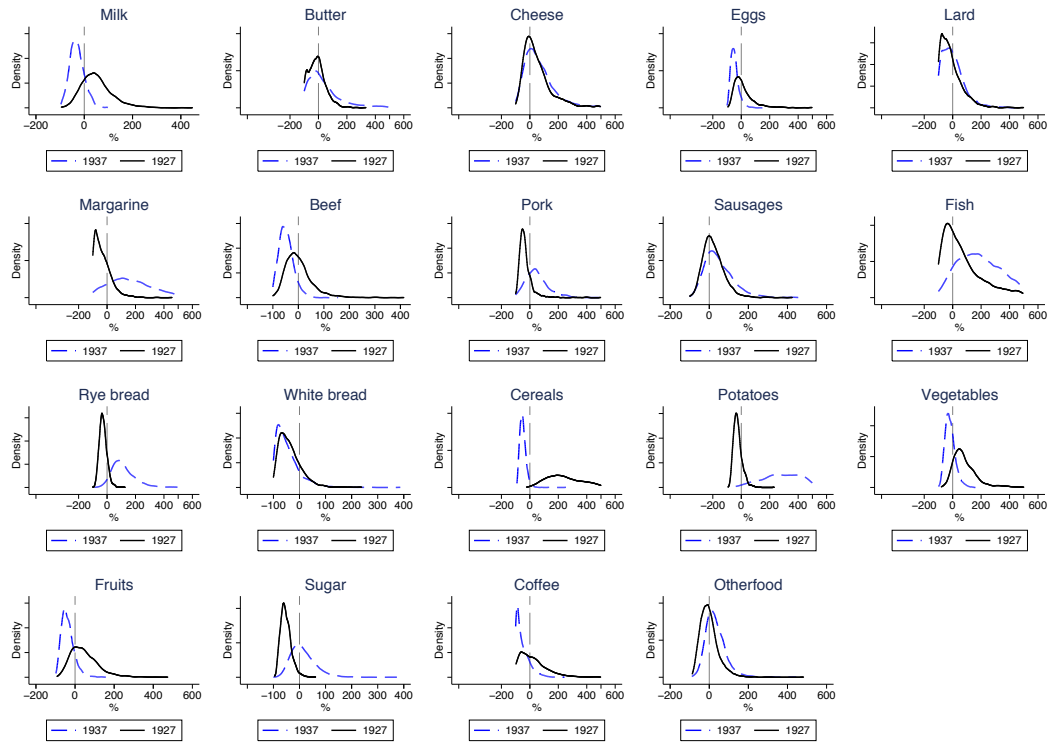 Milk
Density
−200 0 200 400
%
1937 1927
Butter
Density
−200 0 200 400 600
%
1937 1927
Cheese
Density
−200 0 200 400 600
%
1937 1927
Eggs
Density
−200 0 200 400 600
%
1937 1927
Lard
Density
−200 0 200 400 600
%
1937 1927
Margarine
Density
−200 0 200 400 600
%
1937 1927
Beef
Density
−100 0 100 200 300 400
%
1937 1927
Pork
Density
−200 0 200 400 600
%
1937 1927
Sausages
Density
−200 0 200 400 600
%
1937 1927
Fish
Density
−200 0 200 400 600
%
1937 1927
Rye bread
Density
−200 0 200 400 600
%
1937 1927
White bread
Density
−100 0 100 200 300 400
%
1937 1927
Cereals
Density
−200 0 200 400 600
%
1937 1927
Potatoes
Density
−200 0 200 400 600
%
1937 1927
Vegetables
Density
−200 0 200 400 600
%
1937 1927
Fruits
Density
−200 0 200 400 600
%
1937 1927
Sugar
Density
−100 0 100 200 300 400
%
1937 1927
Coffee
Density
−200 0 200 400 600
%
1937 1927
Otherfood
Density
−200 0 200 400 600
%
1937 1927